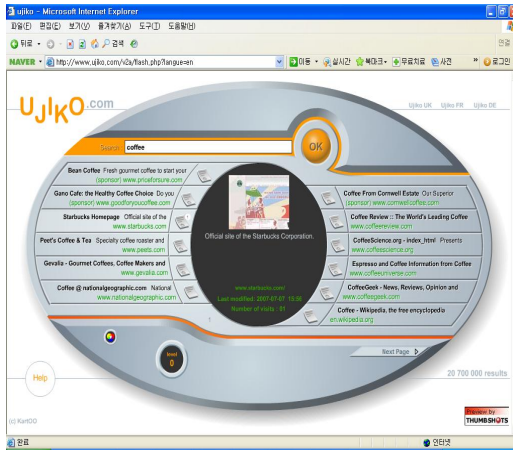 ujiko - Microsoft Internet Explorer
파일(F) 편집(E) 보기(V) 즐겨찾기(A) 도구(T) 도움말(H)
뒤로 검색
연결
NAVER http://www.ujiko.com/v2a/flash.php?langue=en 이동 실시간 북마크 무료치료 사전 » 로그인
UJIKO.com
Ujiko UK Ujiko FR Ujiko DE
Search coffee OK
Bean Coffee Fresh gourmet coffee to start your
(sponsor) www.priceforsure.com
Gano Cafe: the Healthy Coffee Choice Do you
(sponsor) www.goodforyoucoffee.com
Starbucks Homepage Official site of the
www.starbucks.com
Peet's Coffee & Tea Specialty coffee roaster and
www.peets.com
Gevalia - Gourmet Coffees, Coffee Makers and
www.gevalia.com
Coffee @ nationalgeographic.com National
www.nationalgeographic.com
Official site of the Starbucks Corporation.
www.starbucks.com/
Last modified: 2007-07-07
Number of visits : 91
Coffee From Cornwell Estate Our Superior
(sponsor) www.cornwellcoffee.com
Coffee Review :: The World's Leading Coffee
www.coffeereview.com
CoffeeScience.org - index_html Presents
www.coffeescience.org
Espresso and Coffee Information from Coffee
www.coffeeuniverse.com
CoffeeGeek - News, Reviews, Opinion and
www.coffeegeek.com
Coffee - Wikipedia, the free encyclopedia
en.wikipedia.org
1
level
0
Next Page
Help
20 700 000 results
(c) KartOO
Preview by
THUMBSHOTS
완료 인터넷